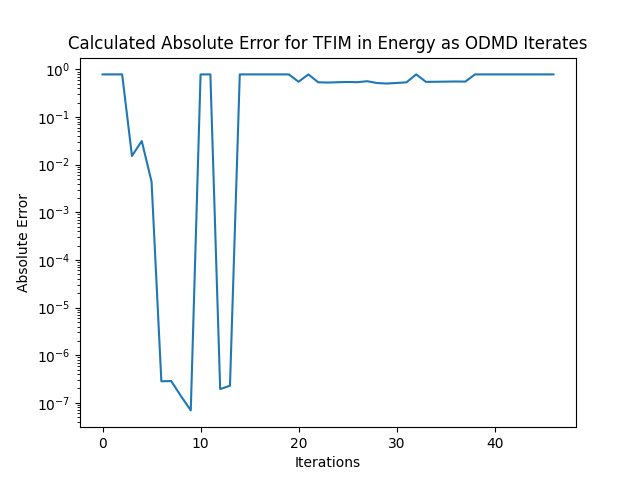 Calculated Absolute Error for TFIM in Energy as ODMD Iterates
Absolute Error
10⁰
10⁻¹
10⁻²
10⁻³
10⁻⁴
10⁻⁵
10⁻⁶
10⁻⁷
0 10 20 30 40
Iterations